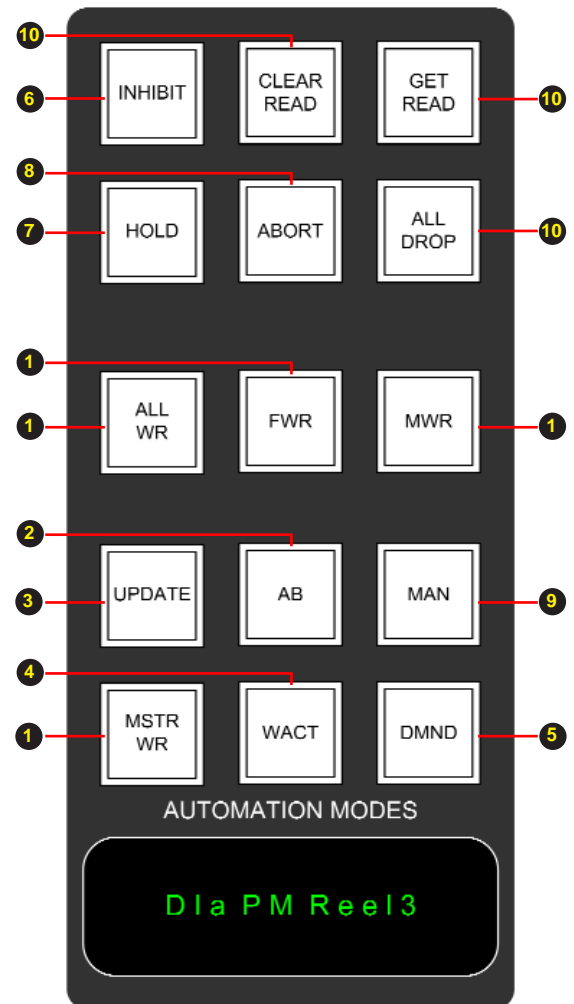 10
6
INHIBIT
CLEAR
READ
GET
READ
10
8
7
HOLD
ABORT
ALL
DROP
10
1
1
ALL
WR
FWR
MWR
1
2
3
UPDATE
AB
MAN
9
4
1
MSTR
WR
WACT
DMND
5
AUTOMATION MODES
Dla PM Reel3